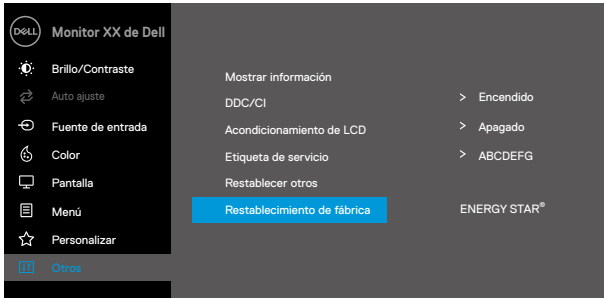 DELL Monitor XX de Dell
Brillo/Contraste
Auto ajuste
Fuente de entrada
Color
Pantalla
Menú
Personalizar
Otros
Mostrar información
DDC/CI > Encendido
Acondicionamiento de LCD > Apagado
Etiqueta de servicio > ABCDEFG
Restablecer otros
Restablecimiento de fábrica ENERGY STAR®